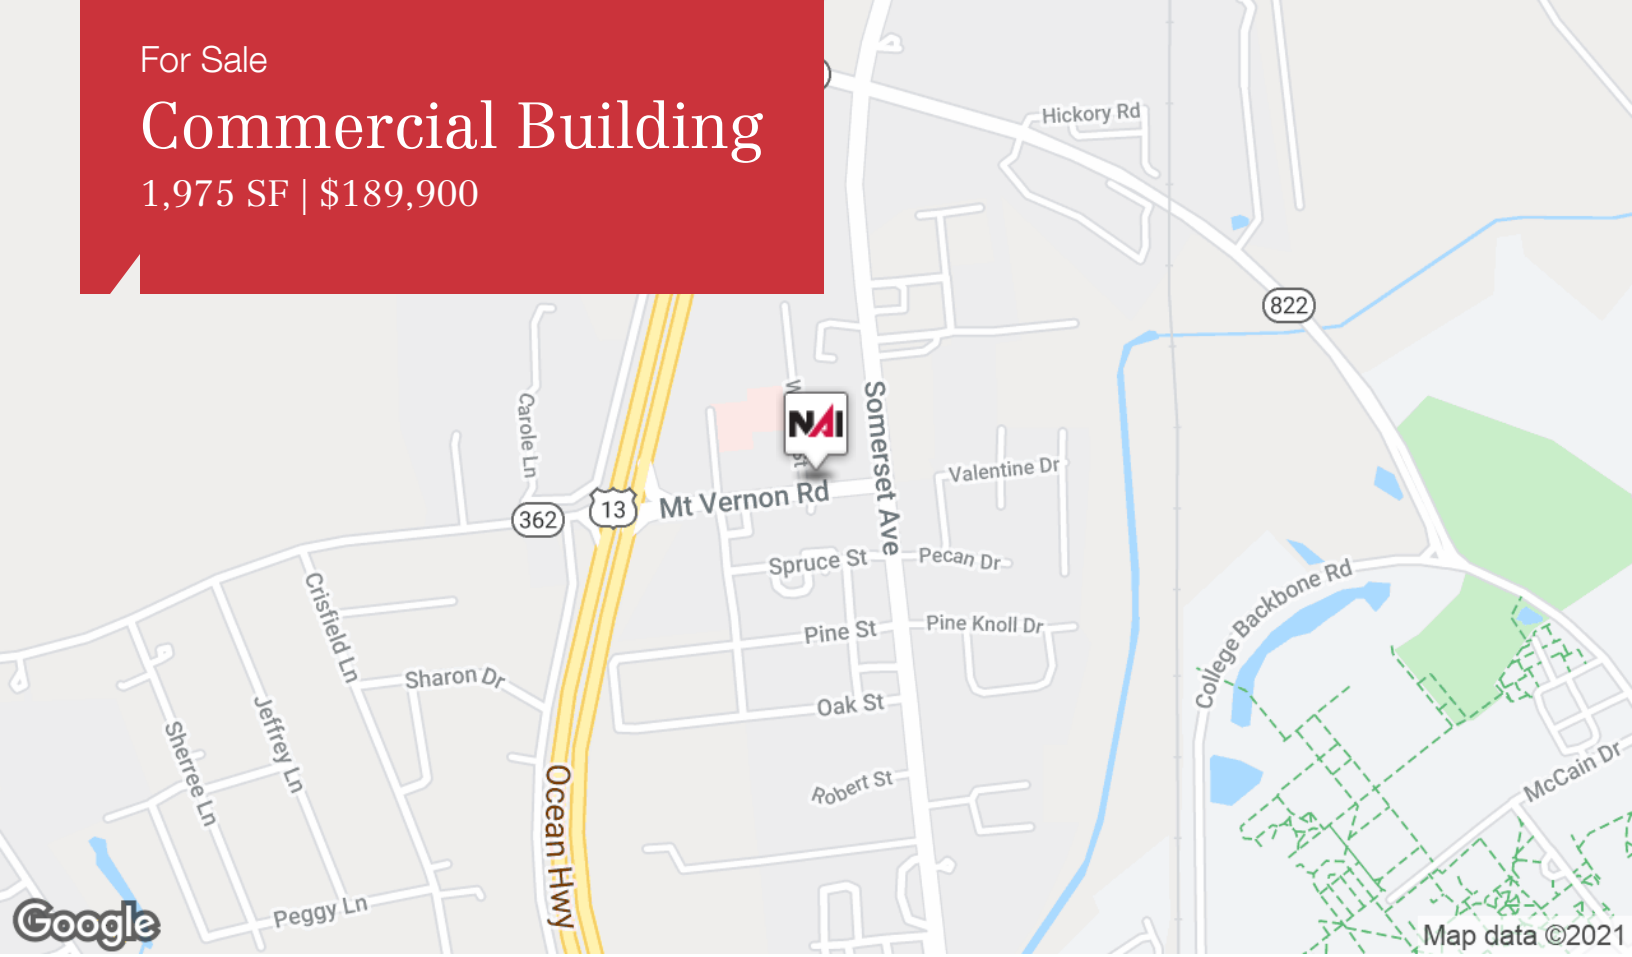 For Sale
Commercial Building
1,975 SF | $189,900
Hickory Rd
822
Somerset Ave
NAI
Carole Ln
Valentine Dr
Mt Vernon Rd
13
362
Spruce St
Pecan Dr
College Backbone Rd
Crisfield Ln
Pine St
Pine Knoll Dr
Sharon Dr
Oak St
Jeffrey Ln
Sherree Ln
Robert St
McCain Dr
Ocean Hwy
Peggy Ln
Google
Map data ©2021